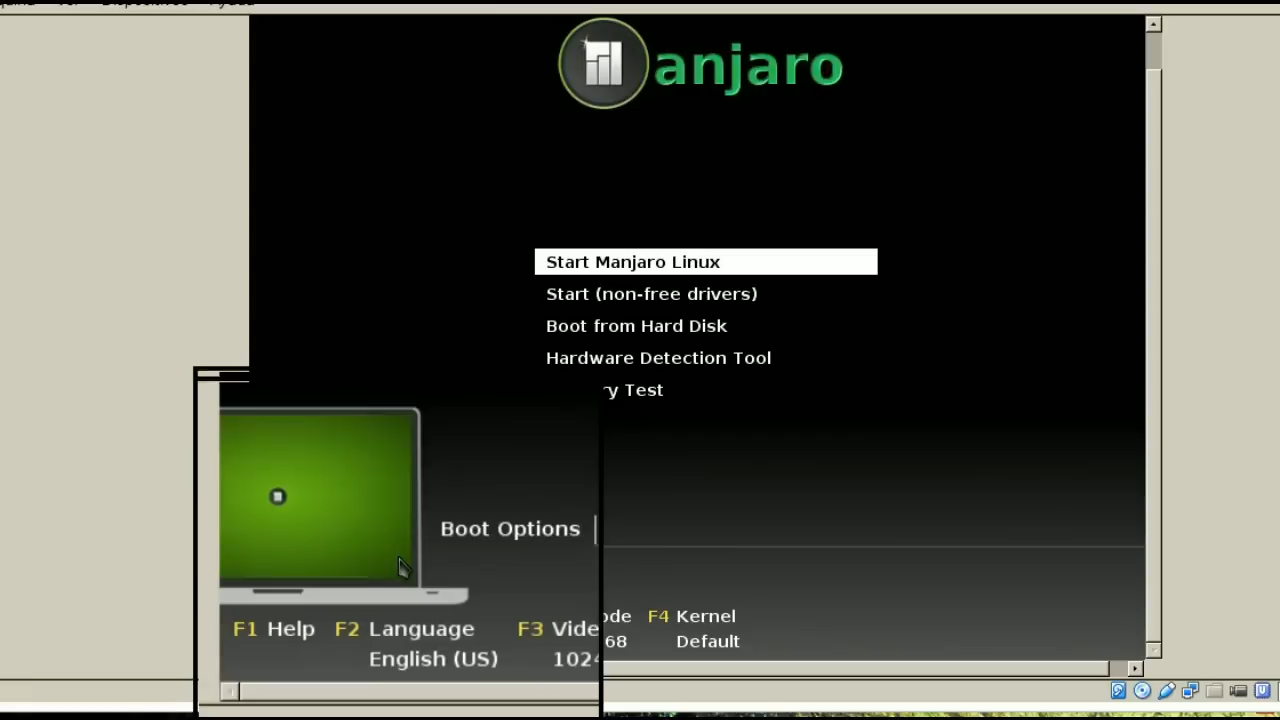 anjaro
Start Manjaro Linux
Start (non-free drivers)
Boot from Hard Disk
Hardware Detection Tool
ry Test
Boot Options
F1 Help F2 Language F3 Vide
English (US) 1024
ode F4 Kernel
68 Default